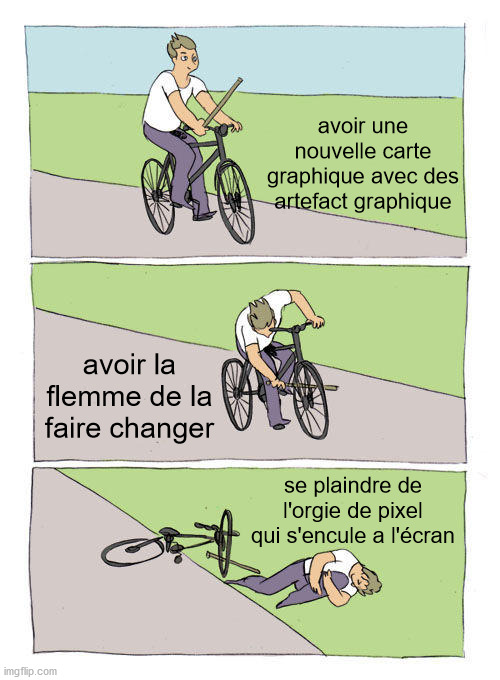 avoir une
nouvelle carte
graphique avec des
artefact graphique
avoir la
flemme de la
faire changer
se plaindre de
l'orgie de pixel
qui s'encule a l'écran
imgflip.com